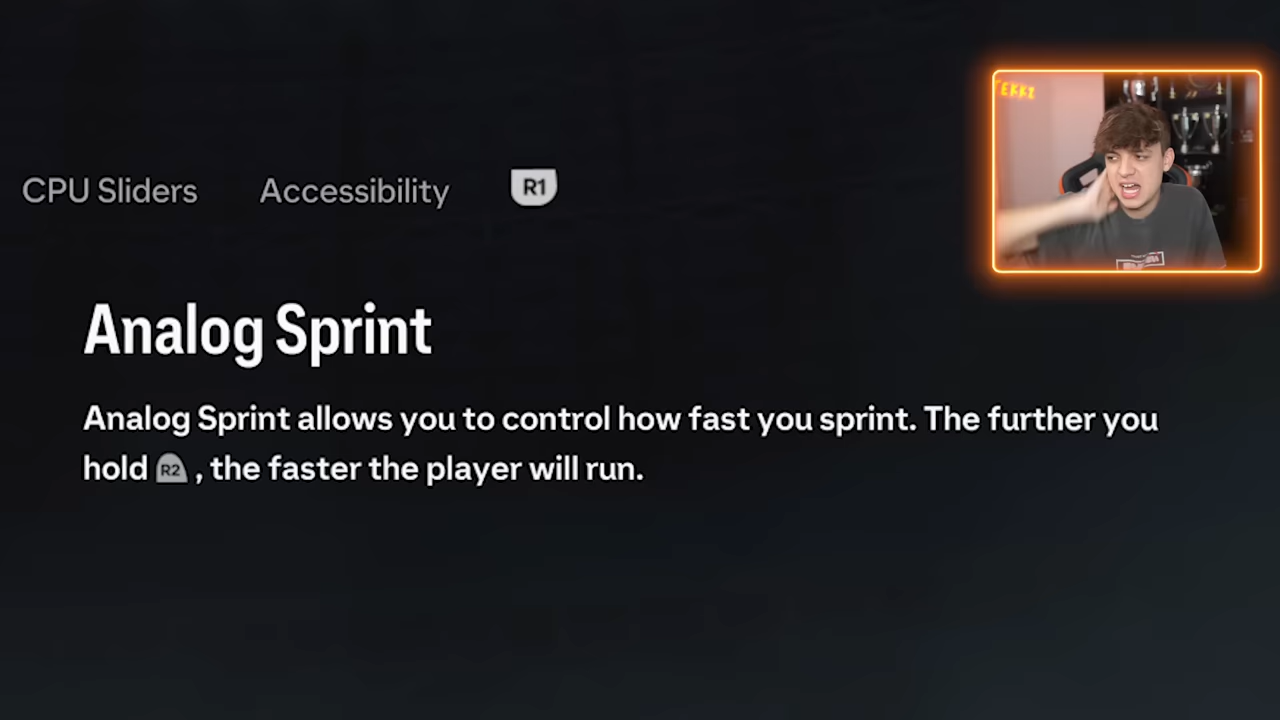 TEKKZ
CPU Sliders Accessibility R1
Analog Sprint
Analog Sprint allows you to control how fast you sprint. The further you
hold R2 , the faster the player will run.